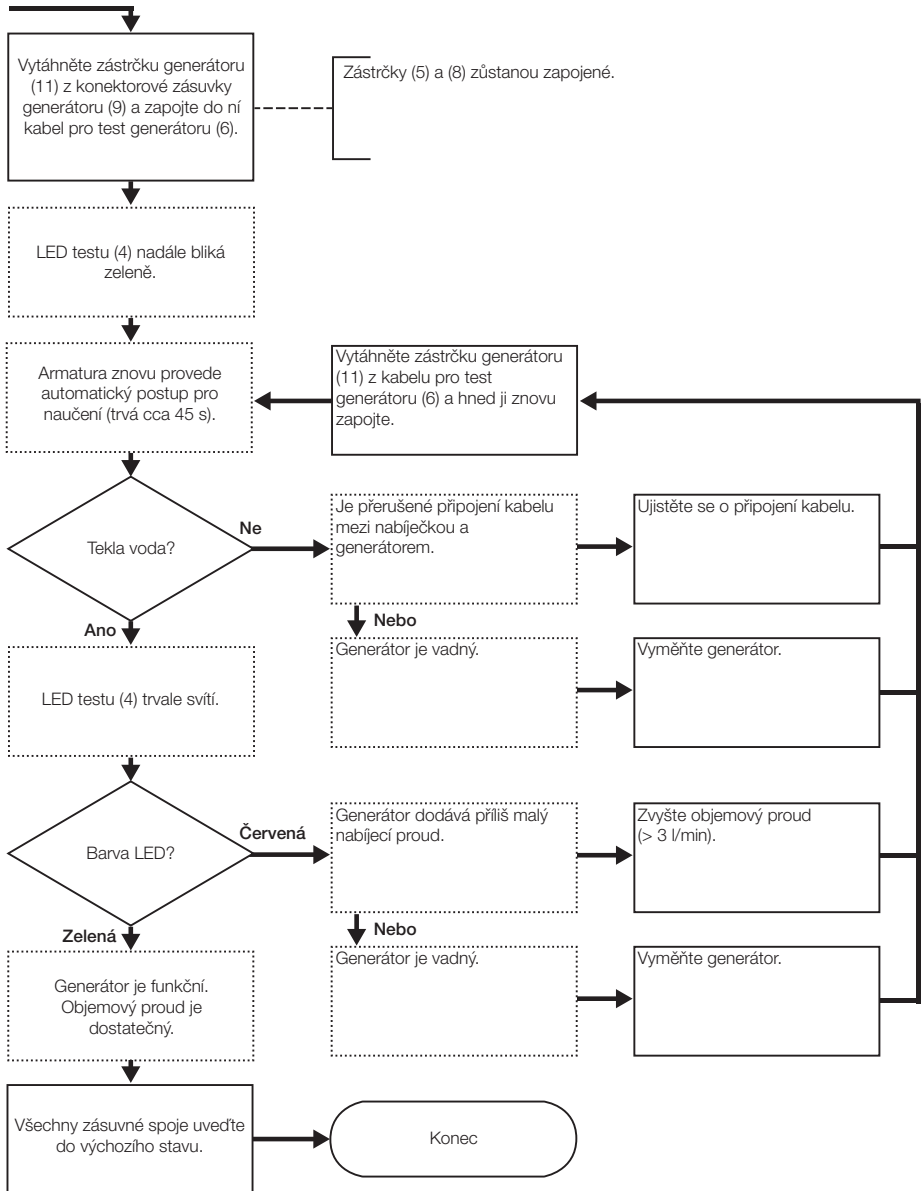 Vytáhněte zástrčku generátoru
(11) z konektorové zásuvky
generátoru (9) a zapojte do ní
kabel pro test generátoru (6).
Zástrčky (5) a (8) zůstanou zapojené.
LED testu (4) nadále bliká
zeleně.
Armatura znovu provede
automatický postup pro
naučení (trvá cca 45 s).
Vytáhněte zástrčku generátoru
(11) z kabelu pro test
generátoru (6) a hned ji znovu
zapojte.
Tekla voda?
Ne
Je přerušené připojení kabelu
mezi nabíječkou a
generátorem.
Ujistěte se o připojení kabelu.
Ano
Nebo
Generátor je vadný.
Vyměňte generátor.
LED testu (4) trvale svítí.
Barva LED?
Červená
Generátor dodává příliš malý
nabíjecí proud.
Zvyšte objemový proud
(> 3 l/min).
Zelená
Nebo
Generátor je vadný.
Vyměňte generátor.
Generátor je funkční.
Objemový proud je
dostatečný.
Všechny zásuvné spoje uveďte
do výchozího stavu.
Konec